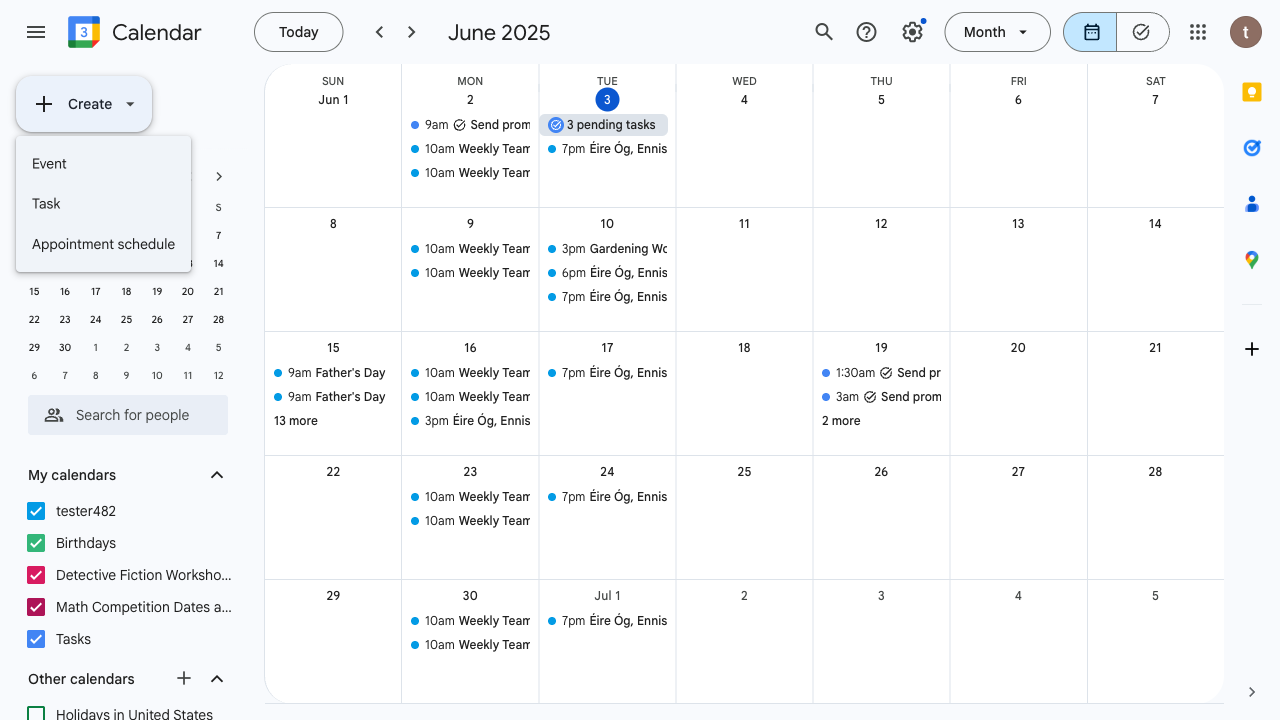 3 Calendar
Today
June 2025
Month
t
Create
Event
Task
Appointment schedule
S
7
14
15 16 17 18 19 20 21
22 23 24 25 26 27 28
29 30 1 2 3 4 5
6 7 8 9 10 11 12
Search for people
My calendars
tester482
Birthdays
Detective Fiction Worksho...
Math Competition Dates a...
Tasks
Other calendars
Holidays in United States
SUN MON TUE WED THU FRI SAT
Jun 1 2 3 4 5 6 7
9am Send prom
10am Weekly Team
10am Weekly Team
3 pending tasks
7pm Éire Óg, Ennis
8 9 10 11 12 13 14
10am Weekly Team
10am Weekly Team
3pm Gardening Wo
6pm Éire Óg, Ennis
7pm Éire Óg, Ennis
15 16 17 18 19 20 21
9am Father's Day
9am Father's Day
13 more
10am Weekly Team
10am Weekly Team
3pm Éire Óg, Ennis
7pm Éire Óg, Ennis
1:30am Send pr
3am Send prom
2 more
22 23 24 25 26 27 28
10am Weekly Team
10am Weekly Team
7pm Éire Óg, Ennis
29 30 Jul 1 2 3 4 5
10am Weekly Team
10am Weekly Team
7pm Éire Óg, Ennis